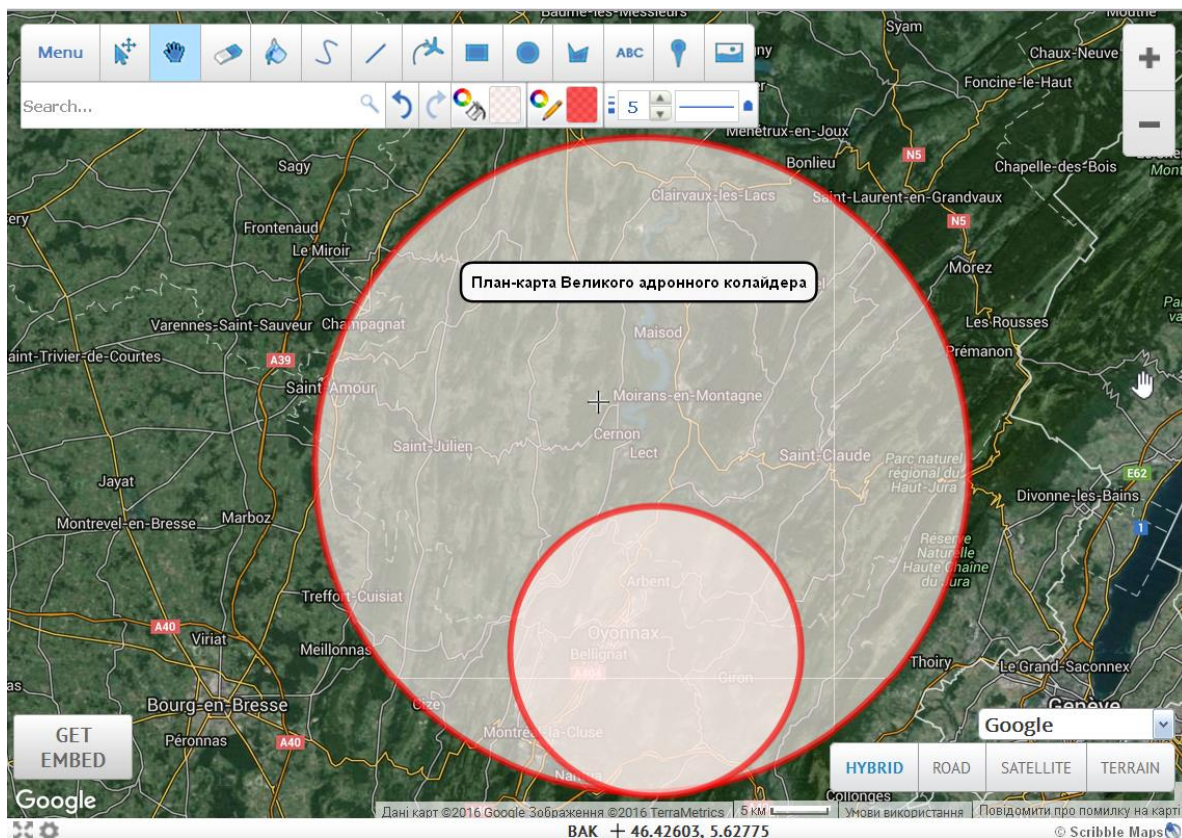 Baume-les-Messieurs
Mouthe
Syam
Menu
ABC
Chaux-Neuve
Foncine-le-Haut
Search...
5
Menétrux-en-Joux
Bonlieu
N5
Chapelle-des-Bois
Sagy
Clairvaux-les-Lacs
Saint-Laurent-en-Grandvaux
N5
Frontenaud
Le Miroir
Morez
План-карта Великого адронного колайдера
Varennes-Saint-Sauveur
Champagnat
Maisod
Les Rousses
aint-Trivier-de-Courtes
A39
Prémanon
Saint-Amour
Moirans-en-Montagne
Cernon
Saint-Julien
Lect
Saint-Claude
Parc naturel
régional du
Haut-Jura
E62
Jayat
Divonne-les-Bains
Montrevel-en-Bresse
Marboz
1
Réserve
Naturelle
Haute Chaîne
du Jura
Arbent
Treffort-Cuisiat
A40
Viriat
Oyonnax
Meillonnas
Bellignat
A404
Giron
Thoiry
Le Grand-Saconnex
Bourg-en-Bresse
Cize
Genève
GET
EMBED
Péronnas
A40
Montréal-la-Cluse
Google
Nantua
HYBRID
ROAD
SATELLITE
TERRAIN
Collonges
Google
Дані карт ©2016 Google Зображення ©2016 TerraMetrics
5 км
Умови використання
Повідомити про помилку на карті
ВАК
46.42603, 5.62775
© Scribble Maps